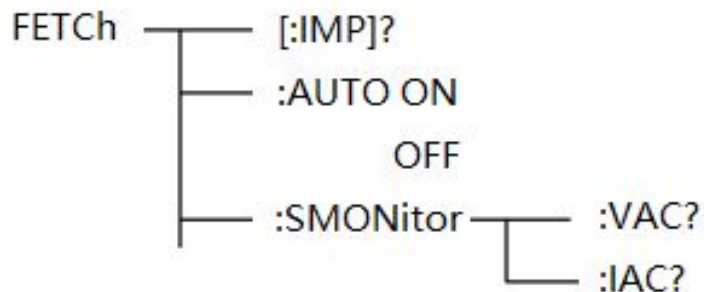 FETCh [:IMP]?
:AUTO ON
OFF
:SMONitor :VAC?
:IAC?